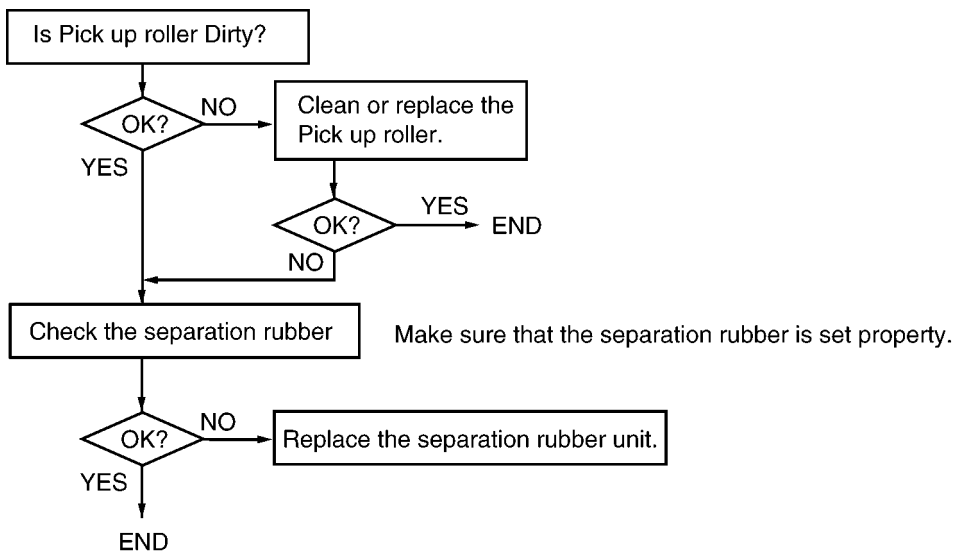 Is Pick up roller Dirty?
OK?
NO
Clean or replace the
Pick up roller.
YES
OK?
YES
END
NO
Check the separation rubber
Make sure that the separation rubber is set property.
OK?
NO
Replace the separation rubber unit.
YES
END